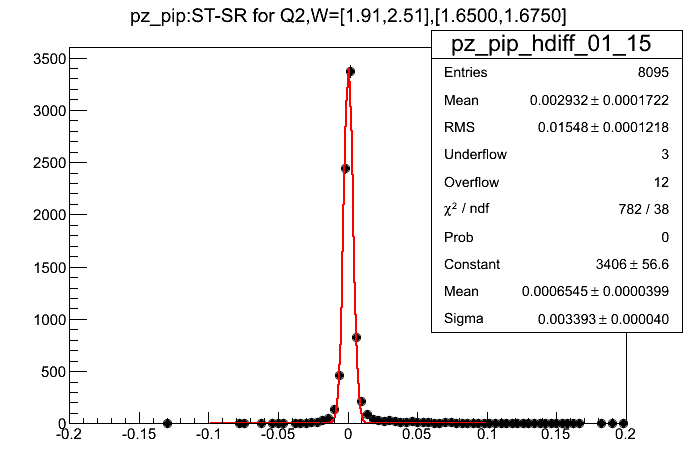 pz_pip:ST-SR for Q2,W=[1.91,2.51],[1.6500,1.6750]
pz_pip_hdiff_01_15
Entries 8095
Mean 0.002932 ± 0.0001722
RMS 0.01548 ± 0.0001218
Underflow 3
Overflow 12
χ² / ndf 782 / 38
Prob 0
Constant 3406 ± 56.6
Mean 0.0006545 ± 0.0000399
Sigma 0.003393 ± 0.000040
3500
3000
2500
2000
1500
1000
500
0
-0.2 -0.15 -0.1 -0.05 0 0.05 0.1 0.15 0.2